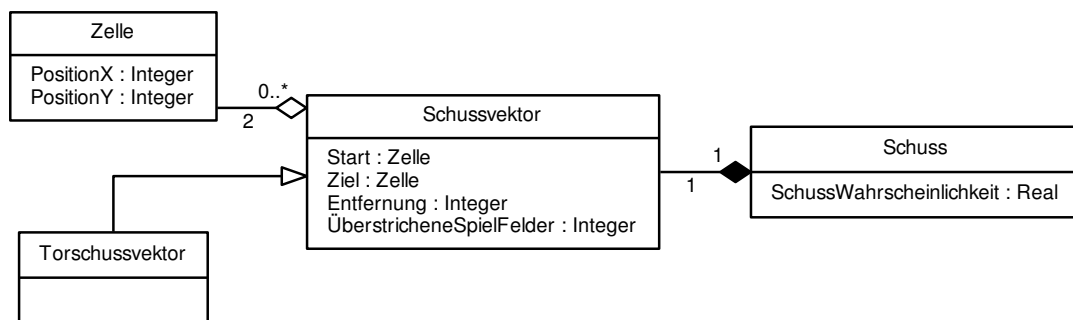 Zelle
PositionX : Integer
PositionY : Integer
0..*
2
Schussvektor
Start : Zelle
Ziel : Zelle
Entfernung : Integer
ÜberstricheneSpielFelder : Integer
1
1
Schuss
SchussWahrscheinlichkeit : Real
Torschussvektor